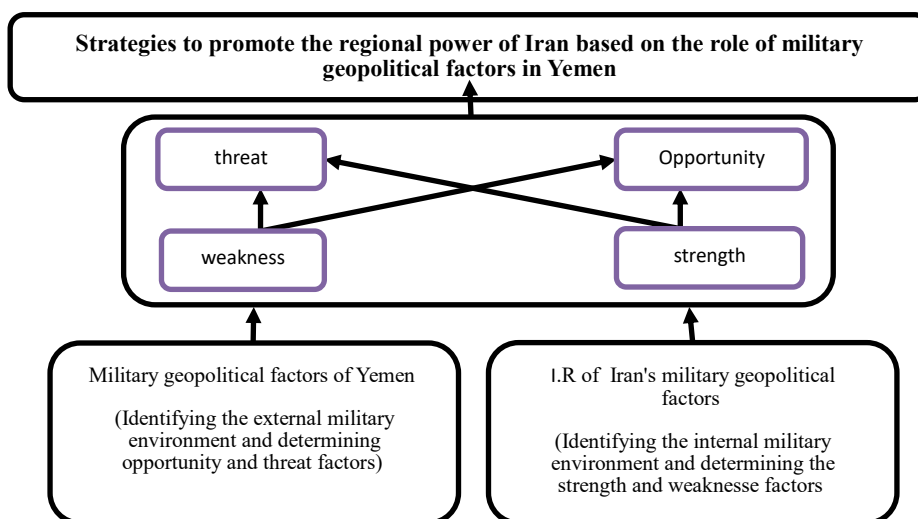 Strategies to promote the regional power of Iran based on the role of military
geopolitical factors in Yemen
threat
Opportunity
weakness
strength
Military geopolitical factors of Yemen
(Identifying the external military
environment and determining
opportunity and threat factors)
I.R of Iran's military geopolitical
factors
(Identifying the internal military
environment and determining the
strength and weaknesse factors